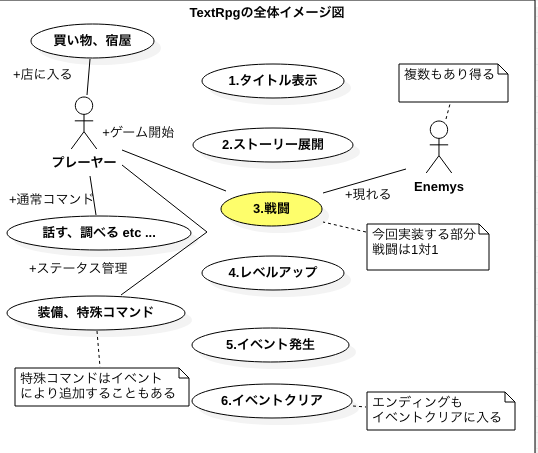 TextRpgの全体イメージ図
買い物、宿屋
+店に入る
1.タイトル表示
複数もあり得る
+ゲーム開始
2.ストーリー展開
プレーヤー
Enemys
+通常コマンド
+現れる
3.戦闘
話す、調べる etc ...
今回実装する部分
戦闘は1対1
+ステータス管理
4.レベルアップ
装備、特殊コマンド
5.イベント発生
特殊コマンドはイベント
により追加することもある
6.イベントクリア
エンディングも
イベントクリアに入る